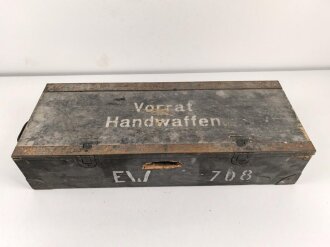 Vorrat
Handwaffen.
EW 708